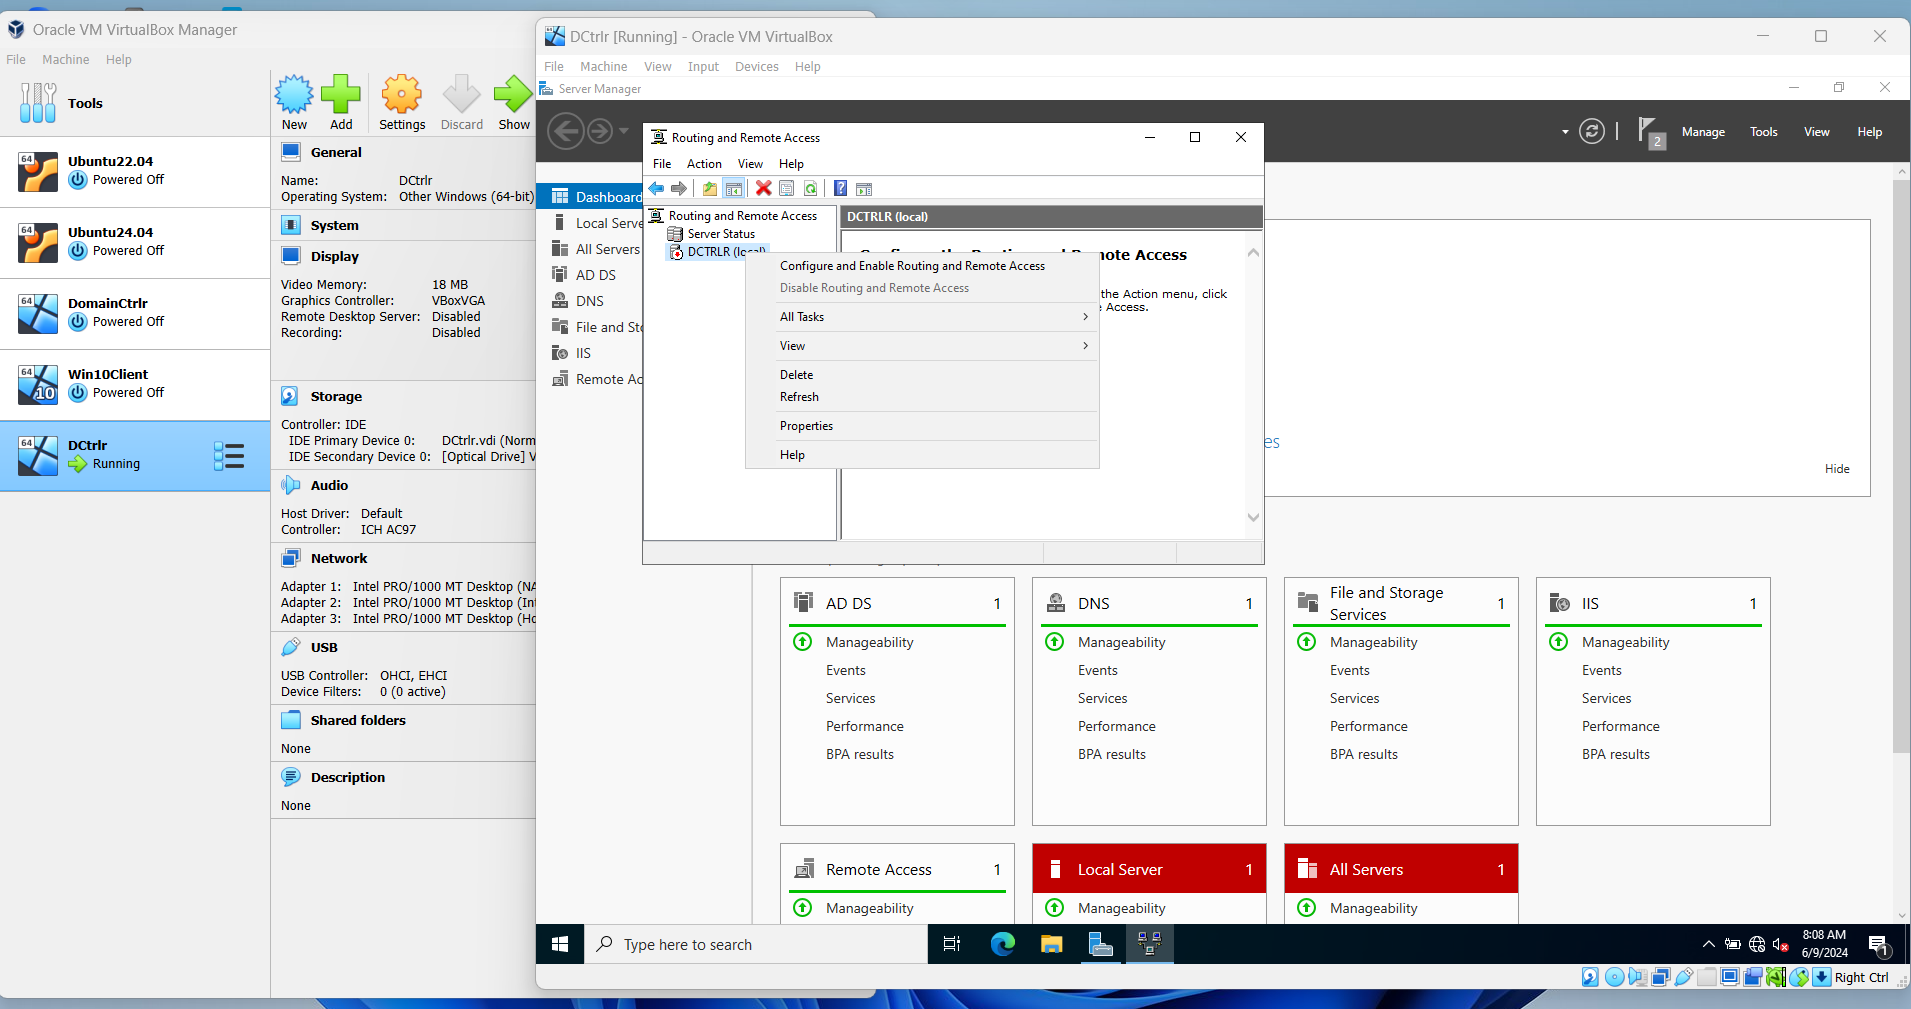 Oracle VM VirtualBox Manager
File Machine Help
Tools
New Add Settings Discard Show
64 Ubuntu22.04
Powered Off
64 Ubuntu24.04
Powered Off
64 DomainCtrlr
Powered Off
64 10 Win10Client
Powered Off
64 DCtrlr
Running
General
Name: DCtrlr
Operating System: Other Windows (64-bit)
System
Display
Video Memory: 18 MB
Graphics Controller: VBoxVGA
Remote Desktop Server: Disabled
Recording: Disabled
Storage
Controller: IDE
IDE Primary Device 0: DCtrlr.vdi (Norm
IDE Secondary Device 0: [Optical Drive] V
Audio
Host Driver: Default
Controller: ICH AC97
Network
Adapter 1: Intel PRO/1000 MT Desktop (NA
Adapter 2: Intel PRO/1000 MT Desktop (Int
Adapter 3: Intel PRO/1000 MT Desktop (Ho
USB
USB Controller: OHCI, EHCI
Device Filters: 0 (0 active)
Shared folders
None
Description
None
64 DCtrlr [Running] - Oracle VM VirtualBox
File Machine View Input Devices Help
Server Manager
2 Manage Tools View Help
Dashboard
Local Serve
All Servers
AD DS
DNS
File and Sto
IIS
Remote Ac
Routing and Remote Access
File Action View Help
Routing and Remote Access
Server Status
DCTRLR (local)
DCTRLR (local)
ote Access
the Action menu, click
Access.
Configure and Enable Routing and Remote Access
Disable Routing and Remote Access
All Tasks
View
Delete
Refresh
Properties
Help
es
Hide
AD DS 1
Manageability
Events
Services
Performance
BPA results
DNS 1
Manageability
Events
Services
Performance
BPA results
File and Storage Services 1
Manageability
Events
Services
Performance
BPA results
IIS 1
Manageability
Events
Services
Performance
BPA results
Remote Access 1
Manageability
Local Server 1
Manageability
All Servers 1
Manageability
Type here to search
8:08 AM
6/9/2024
1
Right Ctrl